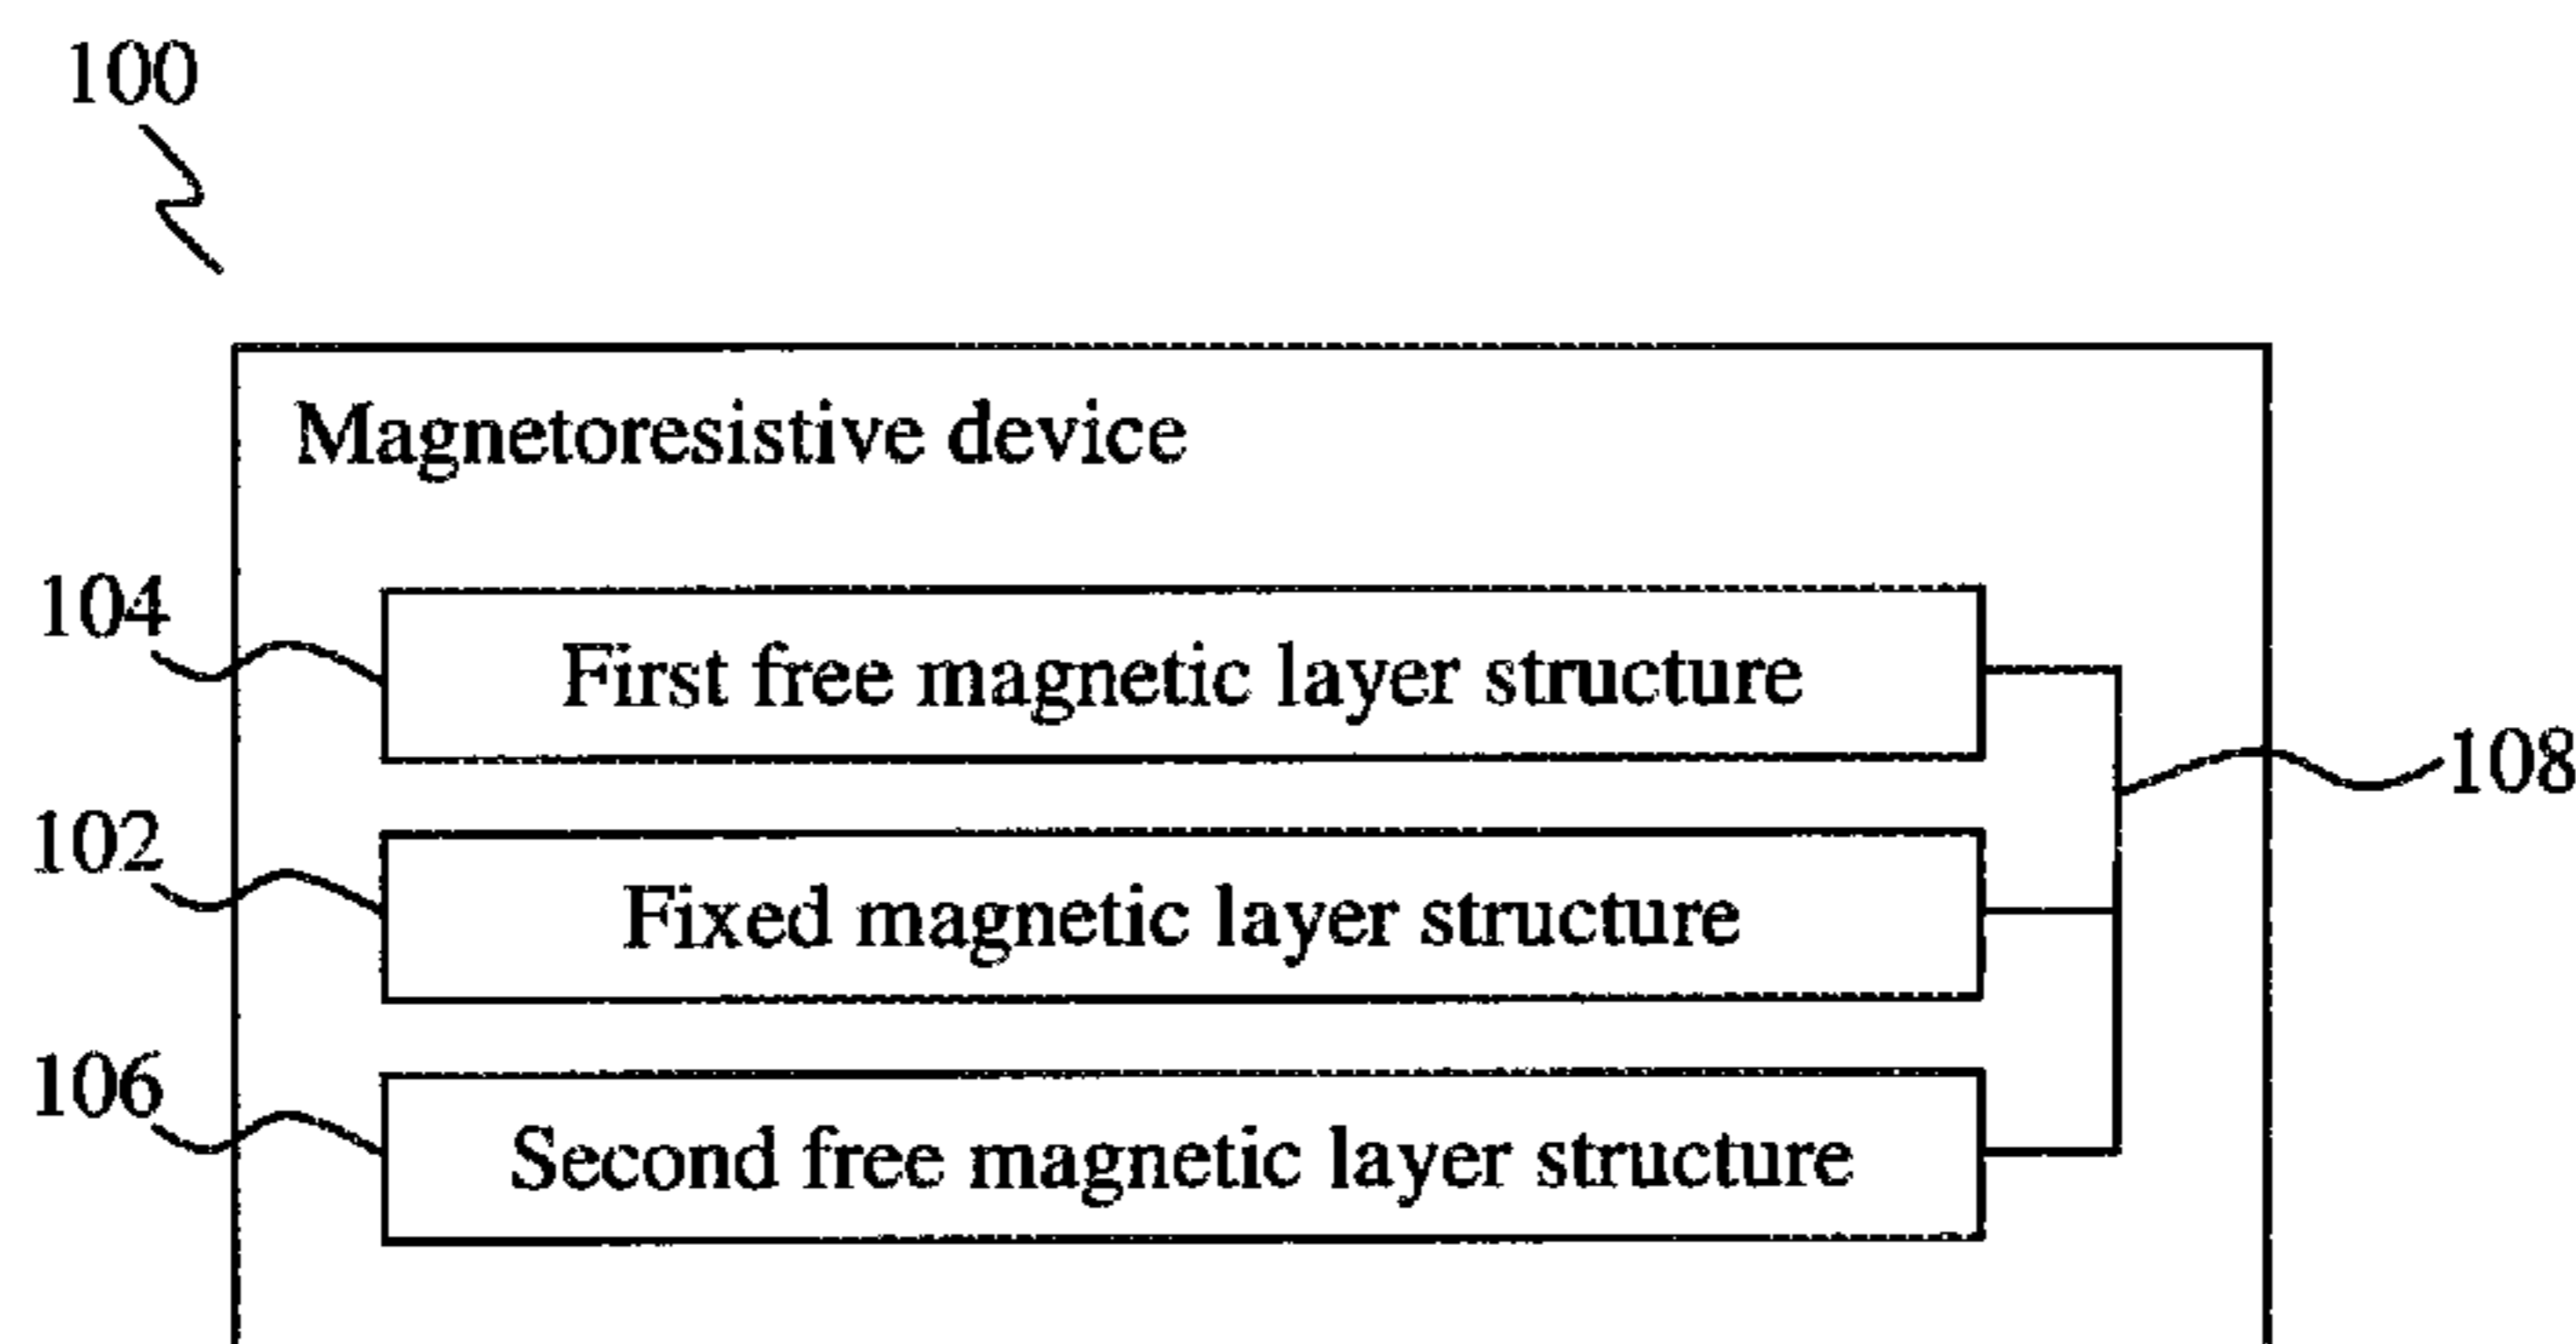 100
Magnetoresistive device
104
First free magnetic layer structure
108
102
Fixed magnetic layer structure
106
Second free magnetic layer structure